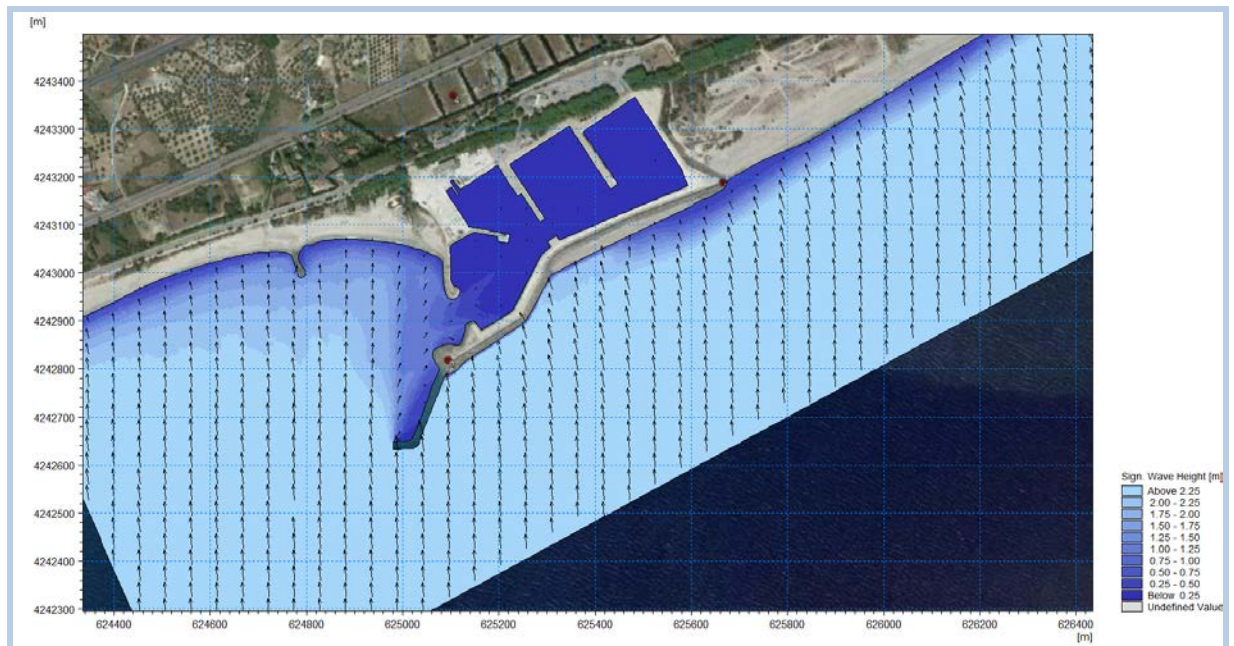 [m]
4243400
4243300
4243200
4243100
4243000
4242900
4242800
4242700
4242600
4242500
4242400
4242300
624400 624600 624800 625000 625200 625400 625600 625800 626000 626200 626400
[m]
Sign. Wave Height [m]
Above 2.25
2.00 - 2.25
1.75 - 2.00
1.50 - 1.75
1.25 - 1.50
1.00 - 1.25
0.75 - 1.00
0.50 - 0.75
0.25 - 0.50
Below 0.25
Undefined Value